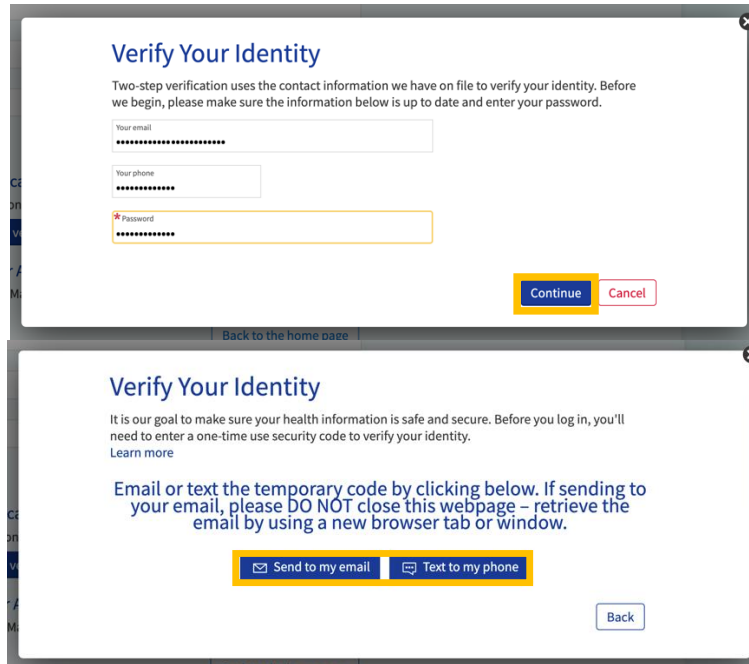 Verify Your Identity
Two-step verification uses the contact information we have on file to verify your identity. Before
we begin, please make sure the information below is up to date and enter your password.
Your email
••••••••••••••••••••••••
Your phone
•••••••••••••
* Password
•••••••••••••
Continue
Cancel
Back to the home page
Verify Your Identity
It is our goal to make sure your health information is safe and secure. Before you log in, you'll
need to enter a one-time use security code to verify your identity.
Learn more
Email or text the temporary code by clicking below. If sending to
your email, please DO NOT close this webpage – retrieve the
email by using a new browser tab or window.
Send to my email
Text to my phone
Back